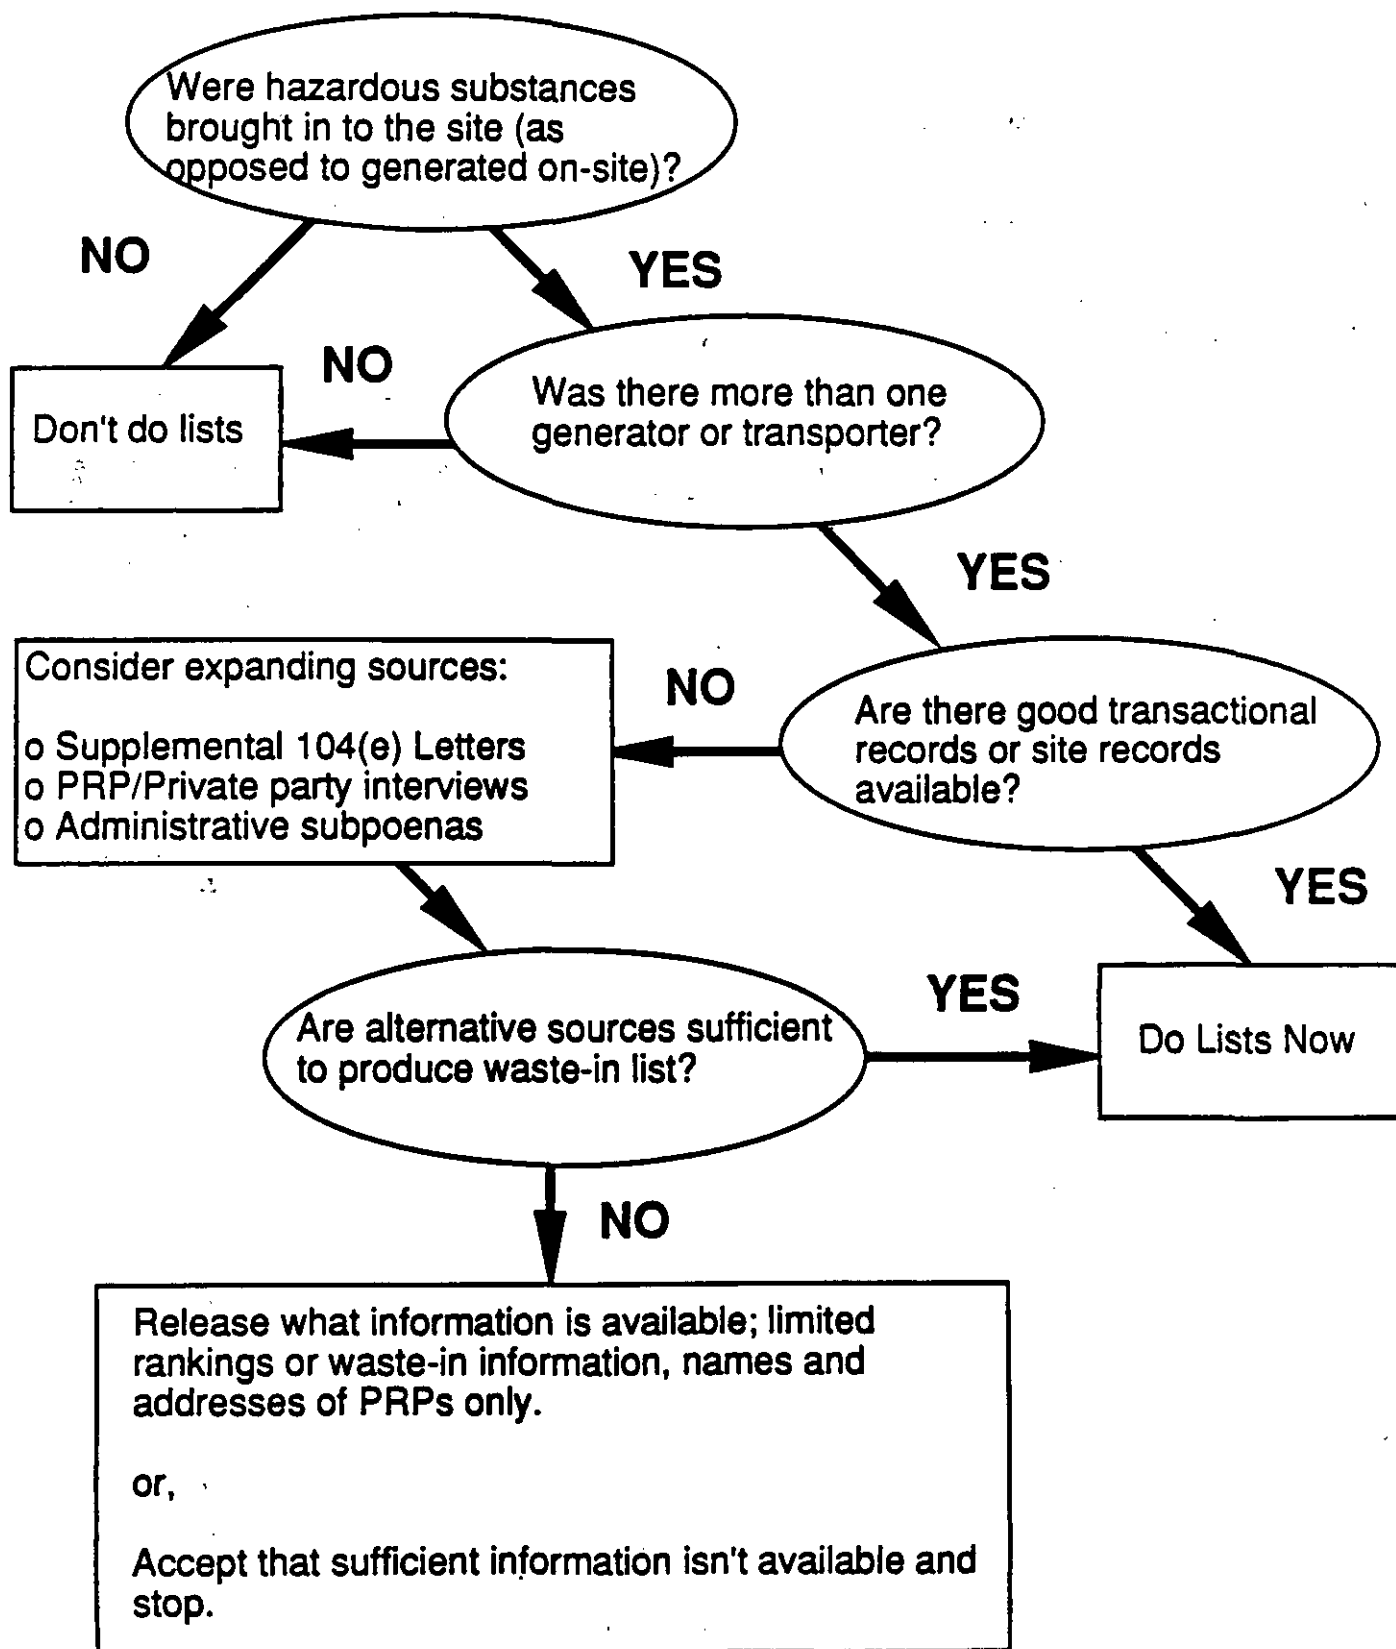 Were hazardous substances
brought in to the site (as
opposed to generated on-site)?
NO
YES
NO
Was there more than one
generator or transporter?
Don't do lists
YES
Consider expanding sources:
o Supplemental 104(e) Letters
o PRP/Private party interviews
o Administrative subpoenas
NO
Are there good transactional
records or site records
available?
YES
Are alternative sources sufficient
to produce waste-in list?
YES
Do Lists Now
NO
Release what information is available; limited
rankings or waste-in information, names and
addresses of PRPs only.
or,
Accept that sufficient information isn't available and
stop.